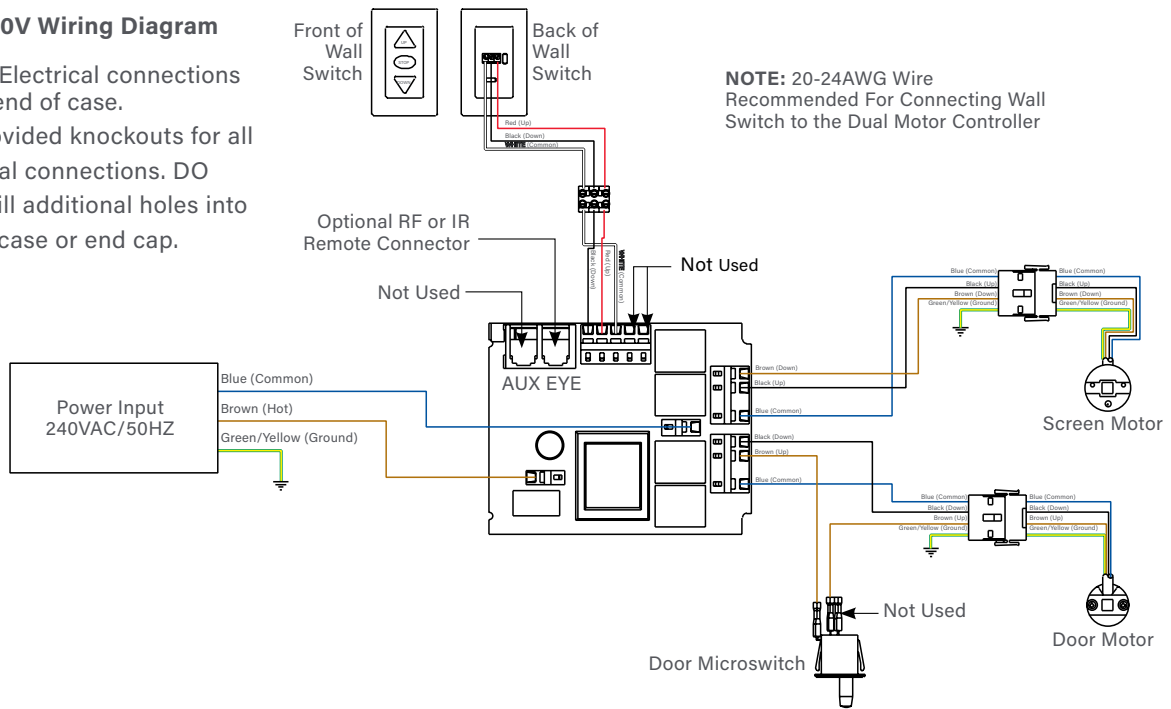 0V Wiring Diagram
Electrical connections
end of case.
ovided knockouts for all
al connections. DO
ill additional holes into
case or end cap.
Front of
Wall
Switch
UP
STOP
DOWN
Back of
Wall
Switch
NOTE: 20-24AWG Wire
Recommended For Connecting Wall
Switch to the Dual Motor Controller
Red (Up)
Black (Down)
WHITE (Common)
Optional RF or IR
Remote Connector
Not Used
Black (Down)
Red (Up)
WHITE (Common)
Not Used
AUX EYE
Power Input
240VAC/50HZ
Blue (Common)
Brown (Hot)
Green/Yellow (Ground)
Brown (Down)
Black (Up)
Blue (Common)
Black (Down)
Brown (Up)
Blue (Common)
Blue (Common)
Black (Up)
Brown (Down)
Green/Yellow (Ground)
Blue (Common)
Black (Up)
Brown (Down)
Green/Yellow (Ground)
Screen Motor
Blue (Common)
Black (Down)
Brown (Up)
Green/Yellow (Ground)
Blue (Common)
Black (Down)
Brown (Up)
Green/Yellow (Ground)
Door Motor
Not Used
Door Microswitch